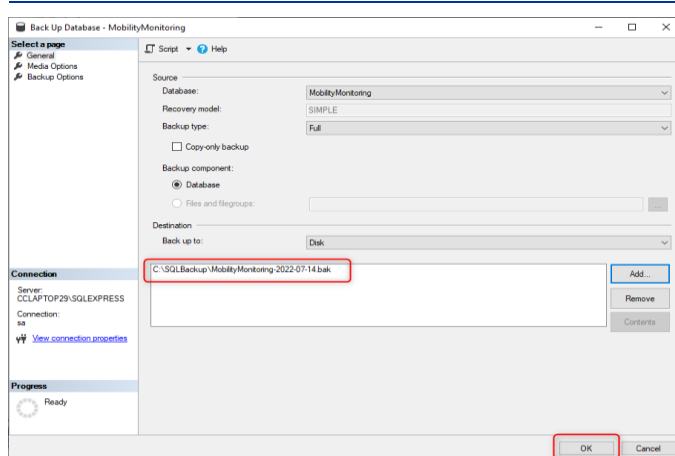 Back Up Database - MobilityMonitoring
Select a page
General
Media Options
Backup Options
Script
Help
Source
Database:
MobilityMonitoring
Recovery model:
SIMPLE
Backup type:
Full
Copy-only backup
Backup component:
Database
Files and filegroups:
...
Destination
Back up to:
Disk
C:\SQLBackup\MobilityMonitoring-2022-07-14.bak
Add...
Remove
Contents
Connection
Server:
CCLAPTOP29\SQLEXPRESS
Connection:
sa
View connection properties
Progress
Ready
OK
Cancel